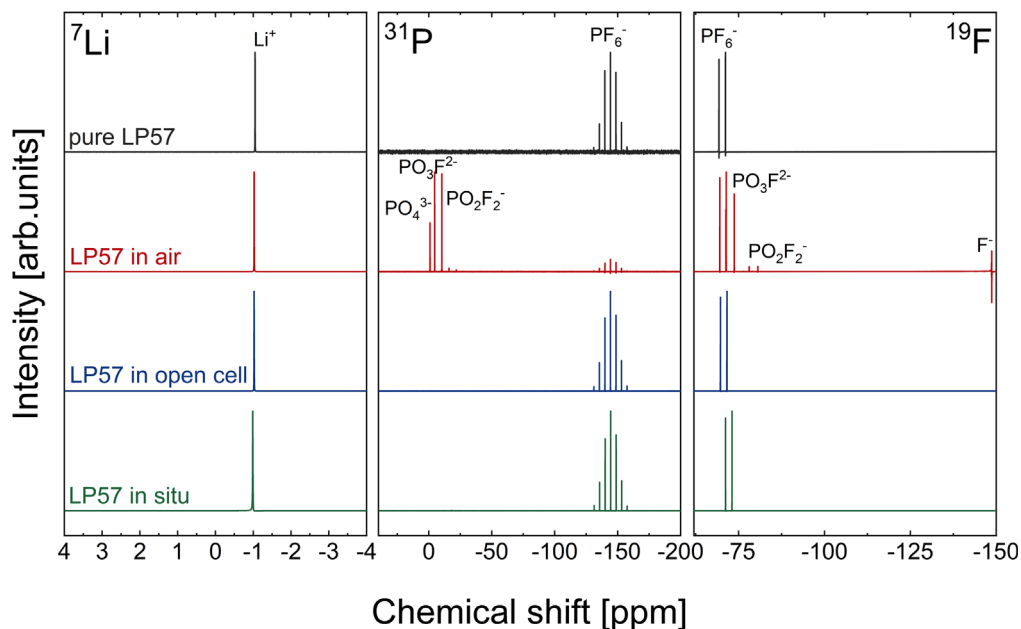 ⁷Li
Li⁺
pure LP57
LP57 in air
LP57 in open cell
LP57 in situ
³¹P
PF₆⁻
PO₃F²⁻
PO₄³⁻
PO₂F₂⁻
¹⁹F
PF₆⁻
PO₃F²⁻
PO₂F₂⁻
F⁻
Intensity [arb.units]
4 3 2 1 0 -1 -2 -3 -4
0 -50 -100 -150 -200
-75 -100 -125 -150
Chemical shift [ppm]